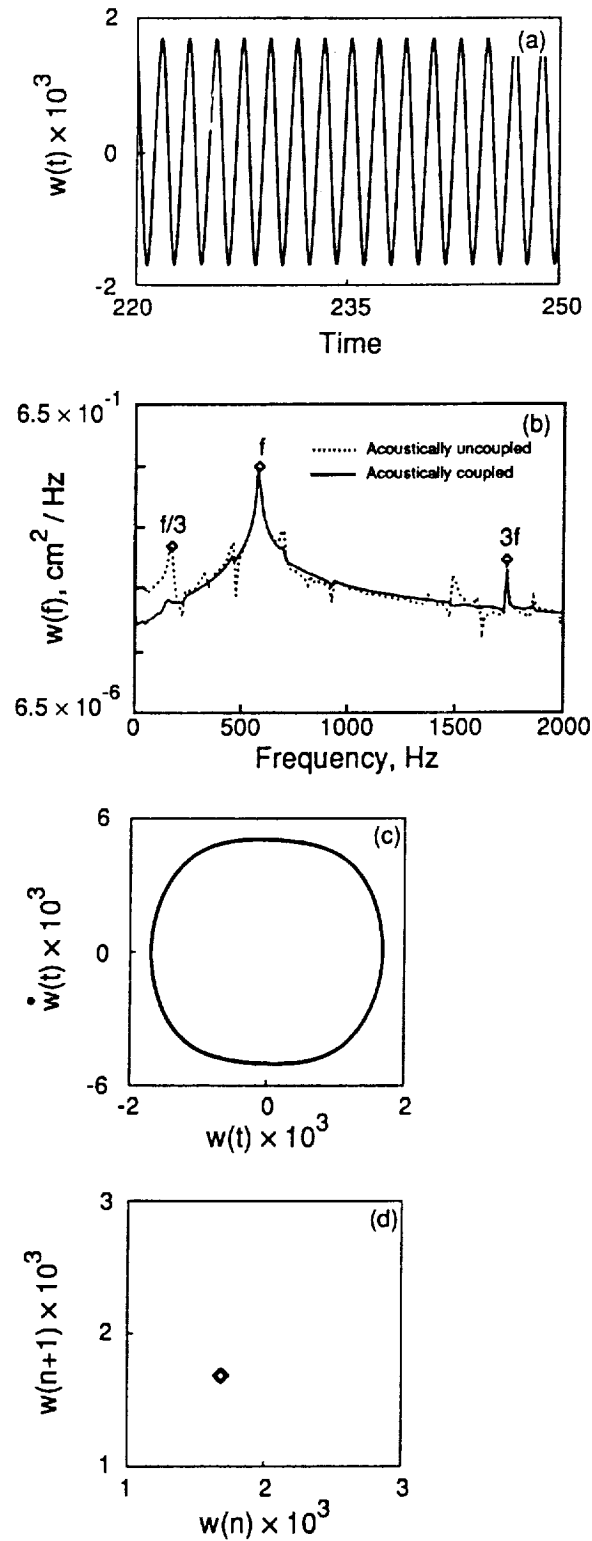 2
(a)
w(t) × 10³
0
-2
220
235
250
Time
6.5 × 10⁻¹
(b)
f
Acoustically uncoupled
Acoustically coupled
f/3
3f
w(f), cm² / Hz
6.5 × 10⁻⁶
0
500
1000
1500
2000
Frequency, Hz
6
(c)
ẇ(t) × 10³
0
-6
-2
0
2
w(t) × 10³
3
(d)
w(n+1) × 10³
2
1
1
2
3
w(n) × 10³